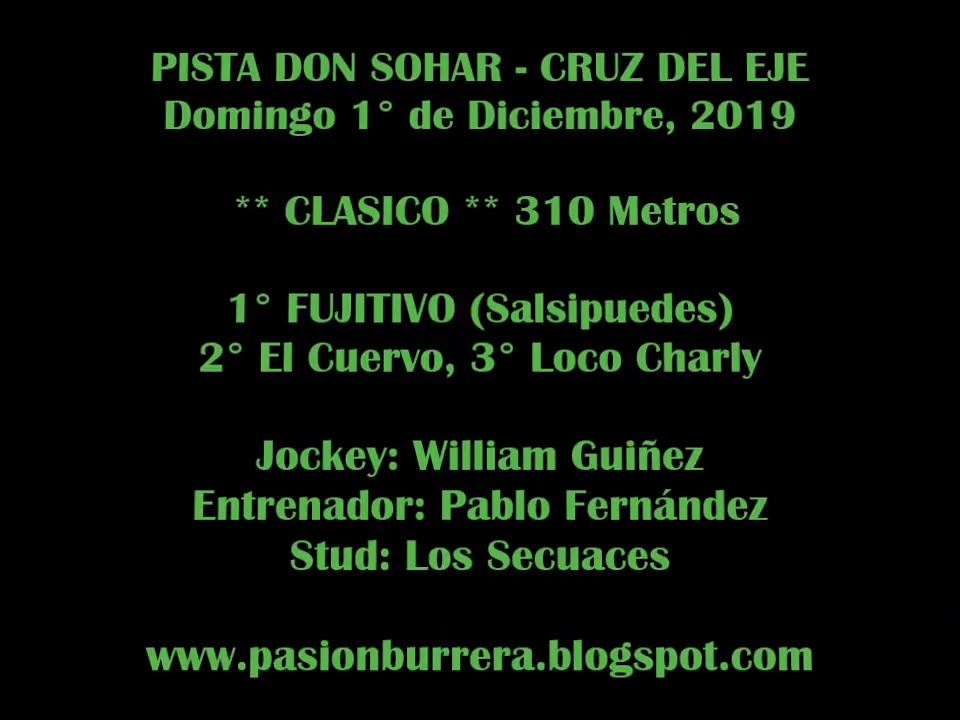 PISTA DON SOHAR - CRUZ DEL EJE
Domingo 1° de Diciembre, 2019
** CLASICO ** 310 Metros
1° FUJITIVO (Salsipuedes)
2° El Cuervo, 3° Loco Charly
Jockey: William Guiñez
Entrenador: Pablo Fernández
Stud: Los Secuaces
www.pasionburrera.blogspot.com